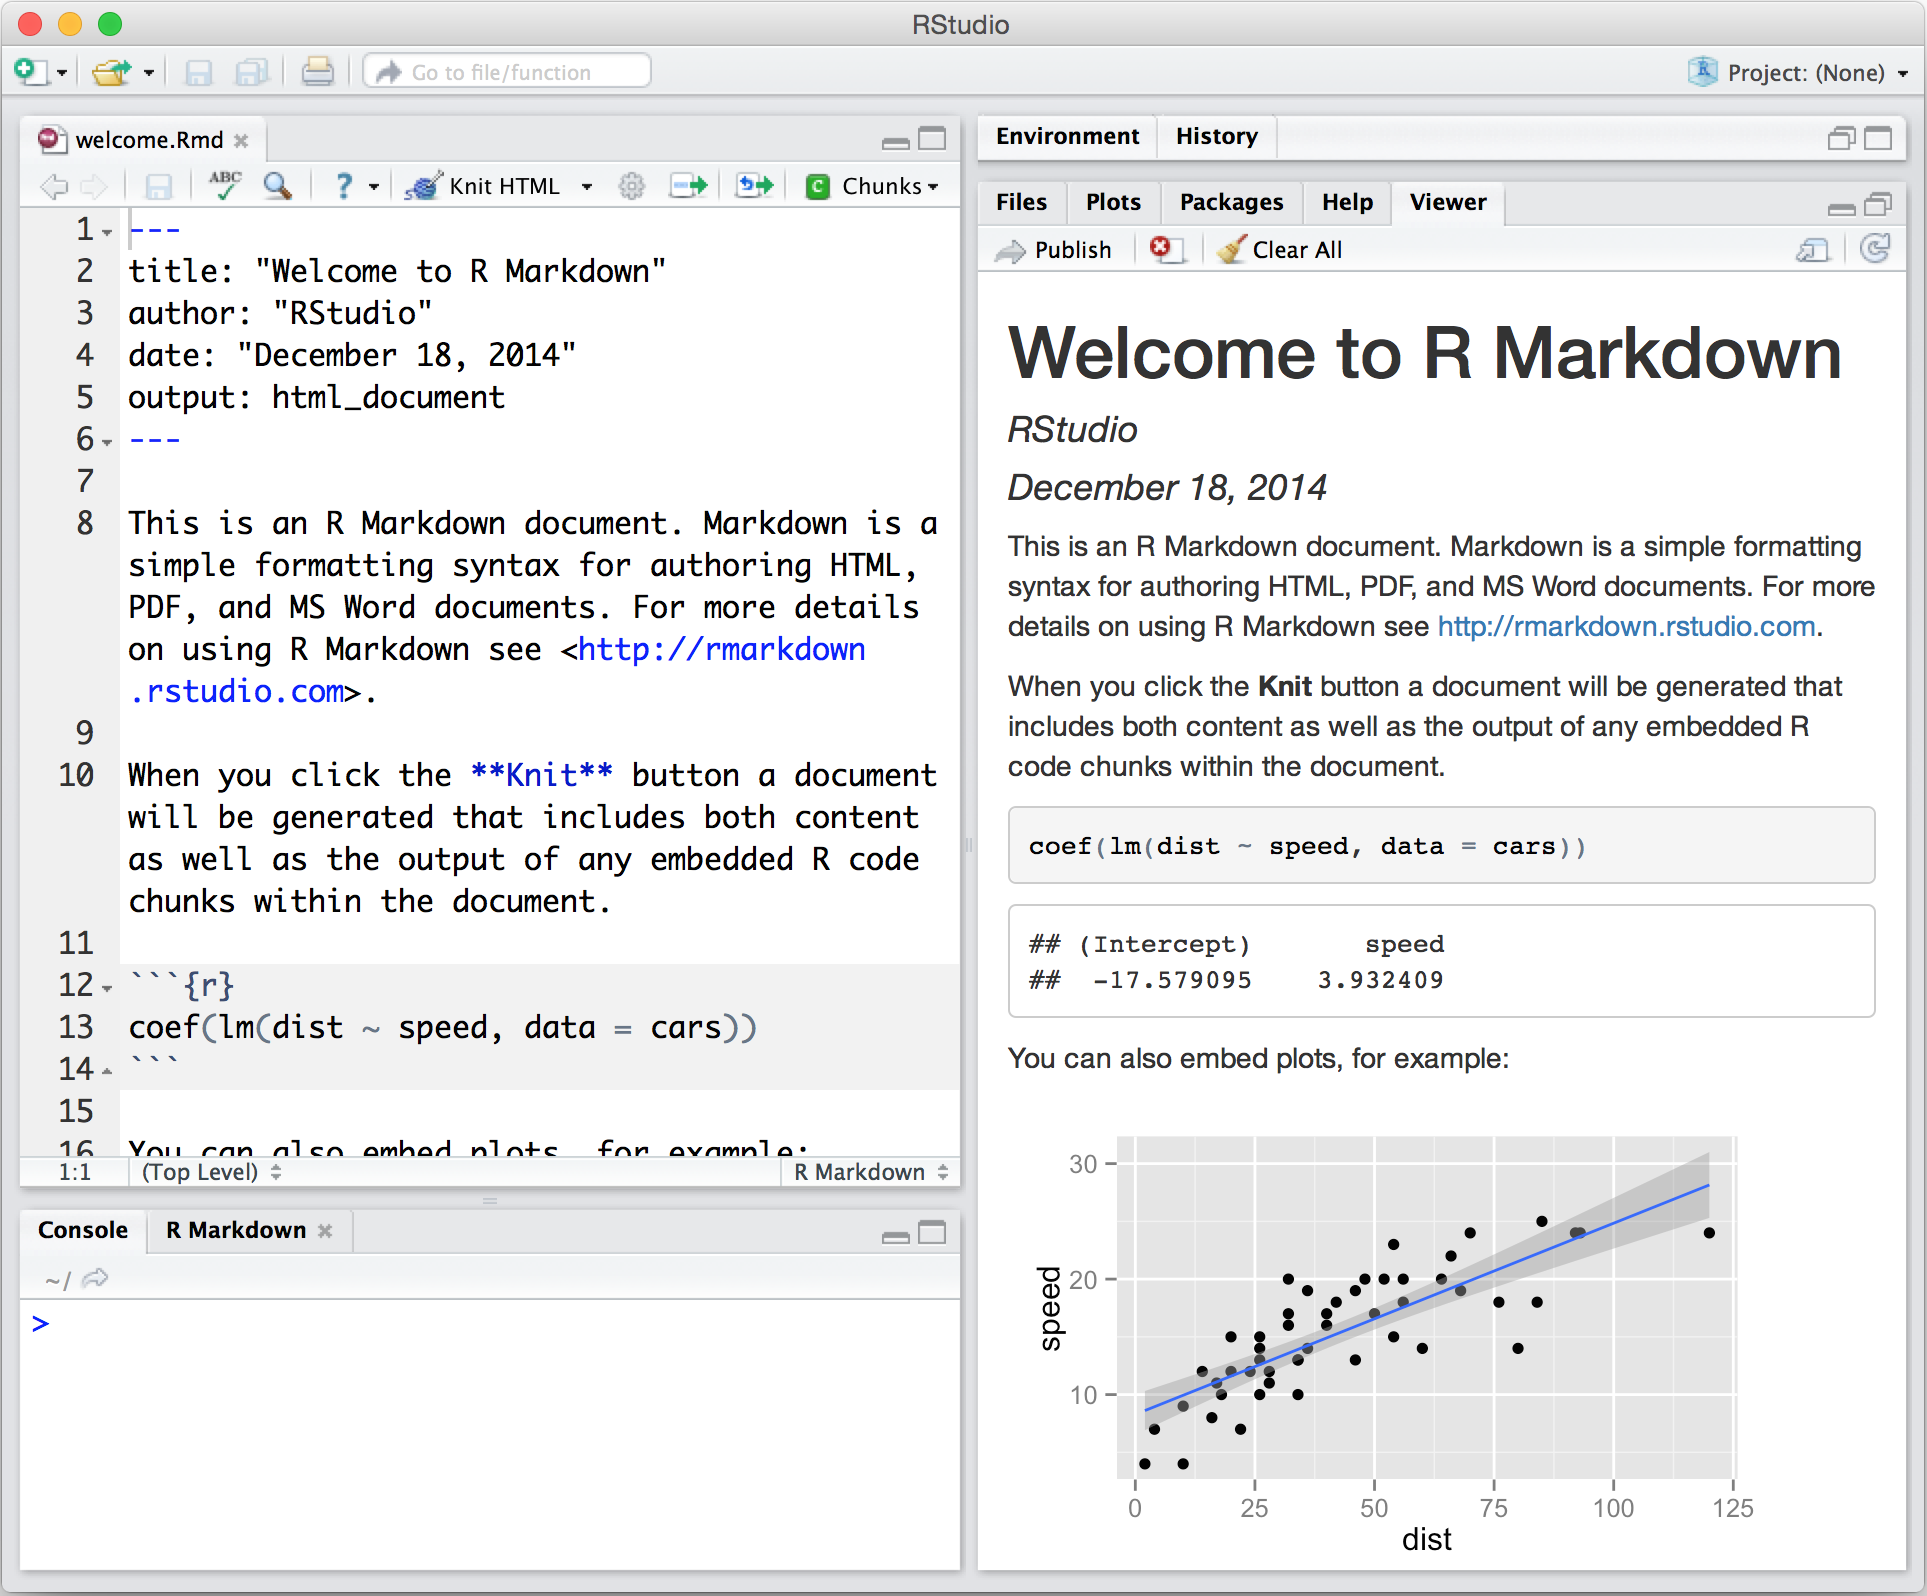 RStudio
Go to file/function
Project: (None)
welcome.Rmd
ABC
?
Knit HTML
C
Chunks
1
---
2
title: "Welcome to R Markdown"
3
author: "RStudio"
4
date: "December 18, 2014"
5
output: html_document
6
---
7
8
This is an R Markdown document. Markdown is a
simple formatting syntax for authoring HTML,
PDF, and MS Word documents. For more details
on using R Markdown see <http://rmarkdown
.rstudio.com>.
9
10
When you click the **Knit** button a document
will be generated that includes both content
as well as the output of any embedded R code
chunks within the document.
11
12
```{r}
13
coef(lm(dist ~ speed, data = cars))
14
```
15
16
You can also embed plots, for example:
1:1
(Top Level)
R Markdown
Console
R Markdown
~/
>
Environment
History
Files
Plots
Packages
Help
Viewer
Publish
Clear All
Welcome to R Markdown
RStudio
December 18, 2014
This is an R Markdown document. Markdown is a simple formatting
syntax for authoring HTML, PDF, and MS Word documents. For more
details on using R Markdown see http://rmarkdown.rstudio.com.
When you click the Knit button a document will be generated that
includes both content as well as the output of any embedded R
code chunks within the document.
coef(lm(dist ~ speed, data = cars))
## (Intercept)       speed
##  -17.579095    3.932409
You can also embed plots, for example:
30
20
10
speed
0
25
50
75
100
125
dist